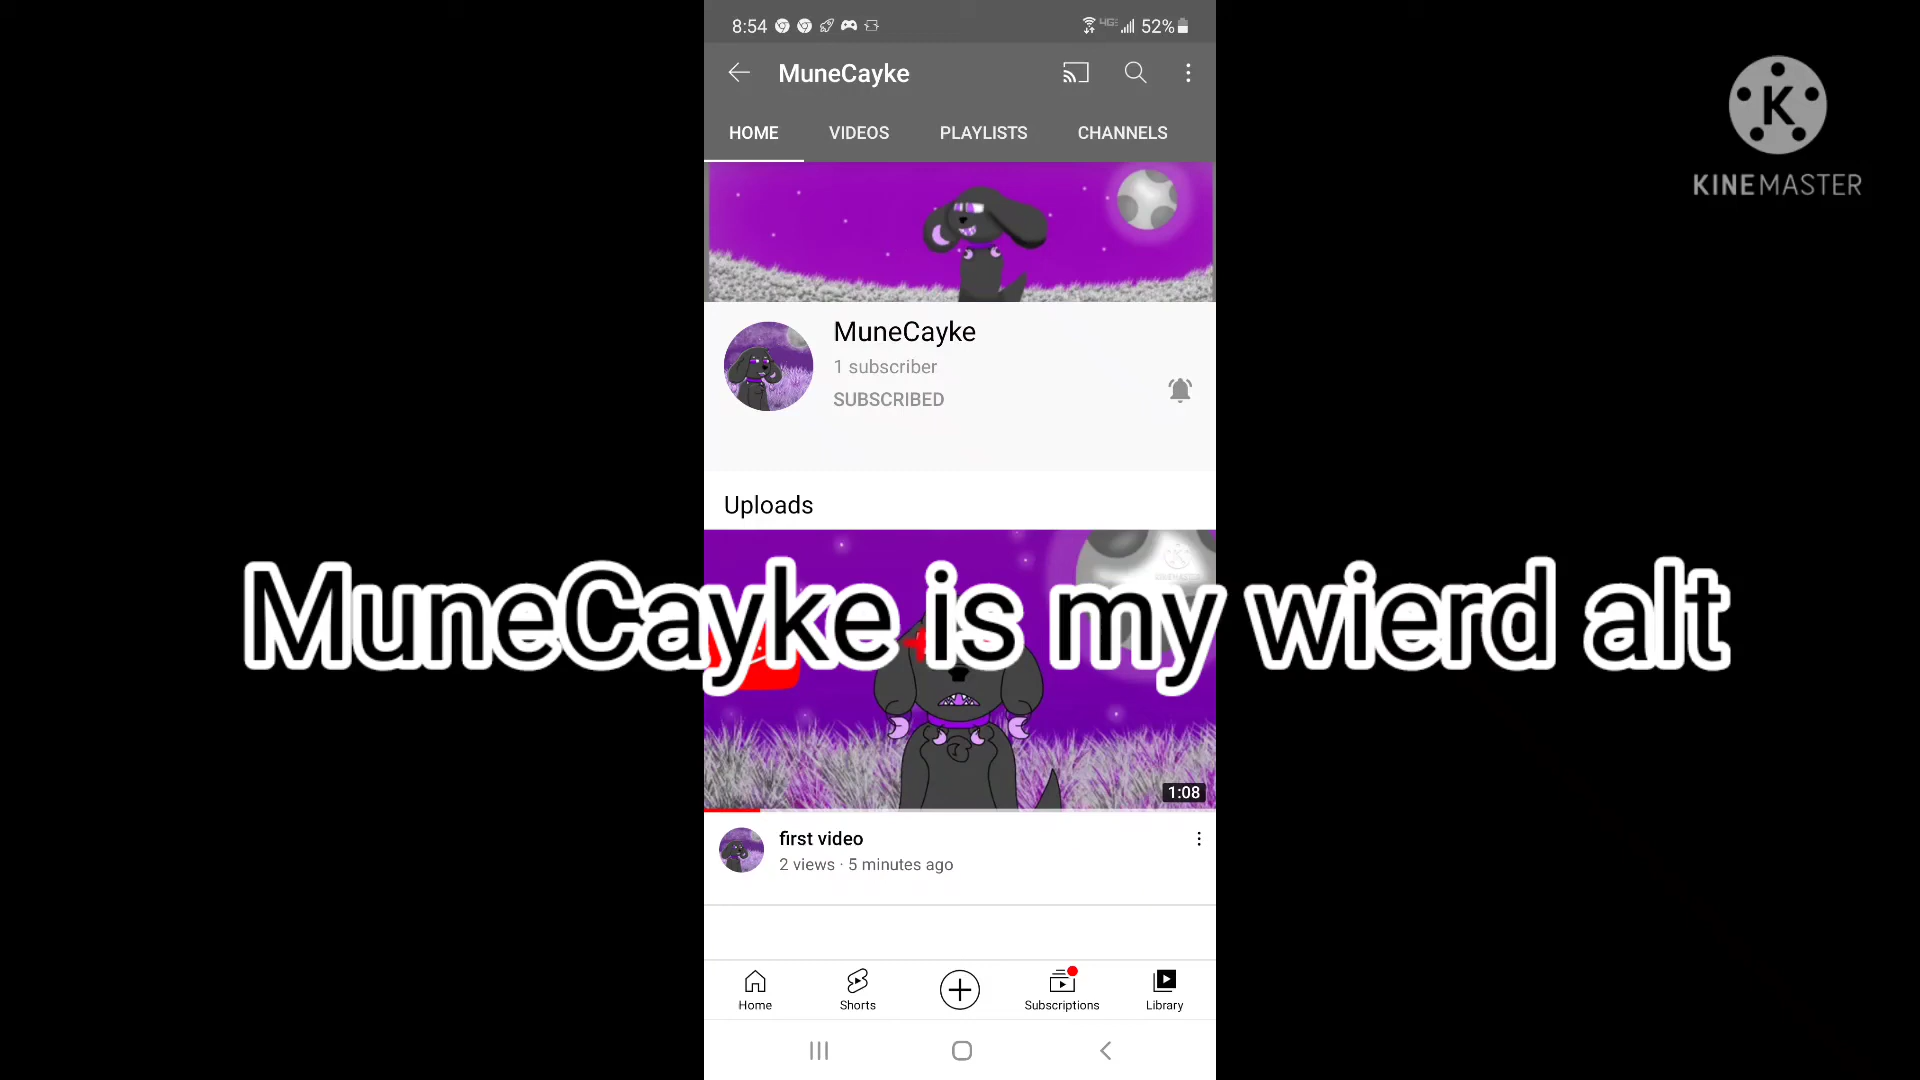 8:54 4GE 52%
MuneCayke
HOME VIDEOS PLAYLISTS CHANNELS
K
KINEMASTER
MuneCayke
1 subscriber
SUBSCRIBED
Uploads
MuneCayke is my wierd alt
1:08
first video
2 views · 5 minutes ago
Home Shorts Subscriptions Library